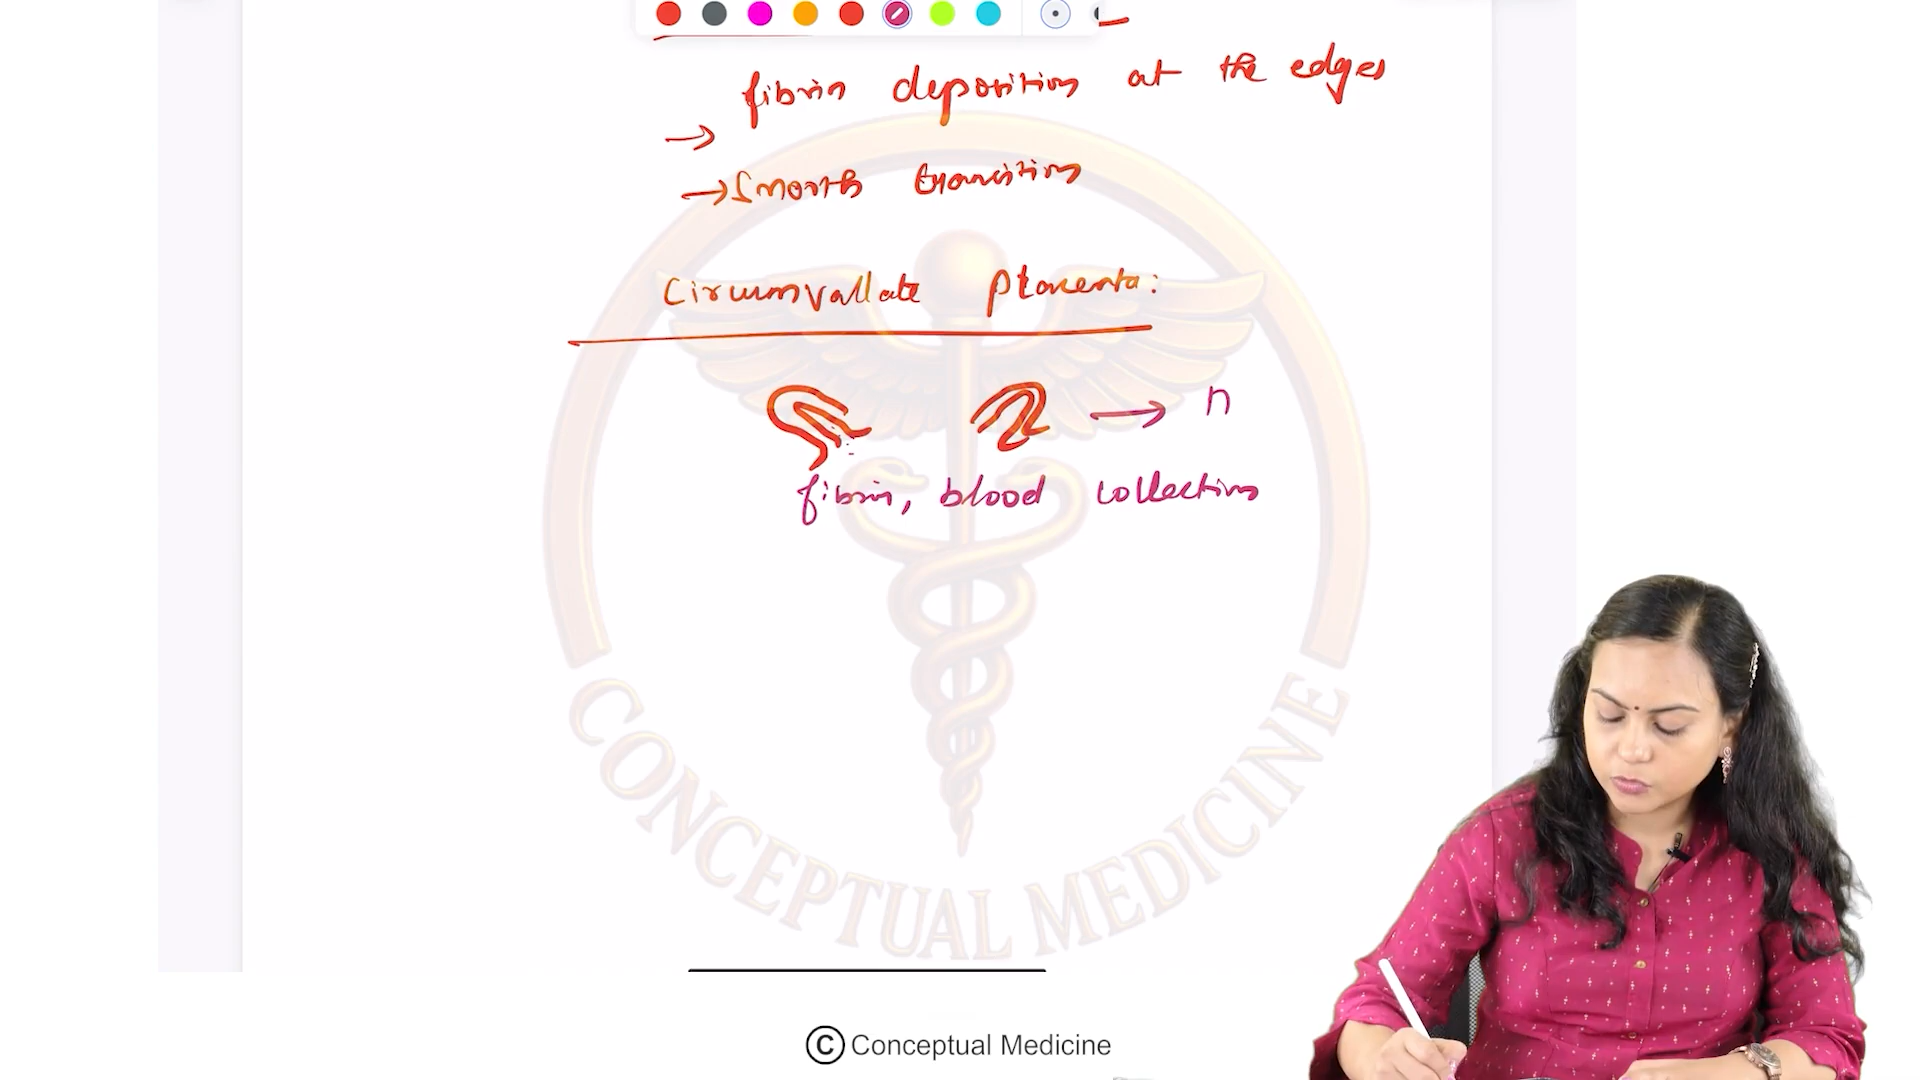 fibrin deposition at the edges
→
→ Smooth transition
Circumvallate Placenta:
→ n
fibrin, blood collection
CONCEPTUAL MEDICINE
© Conceptual Medicine